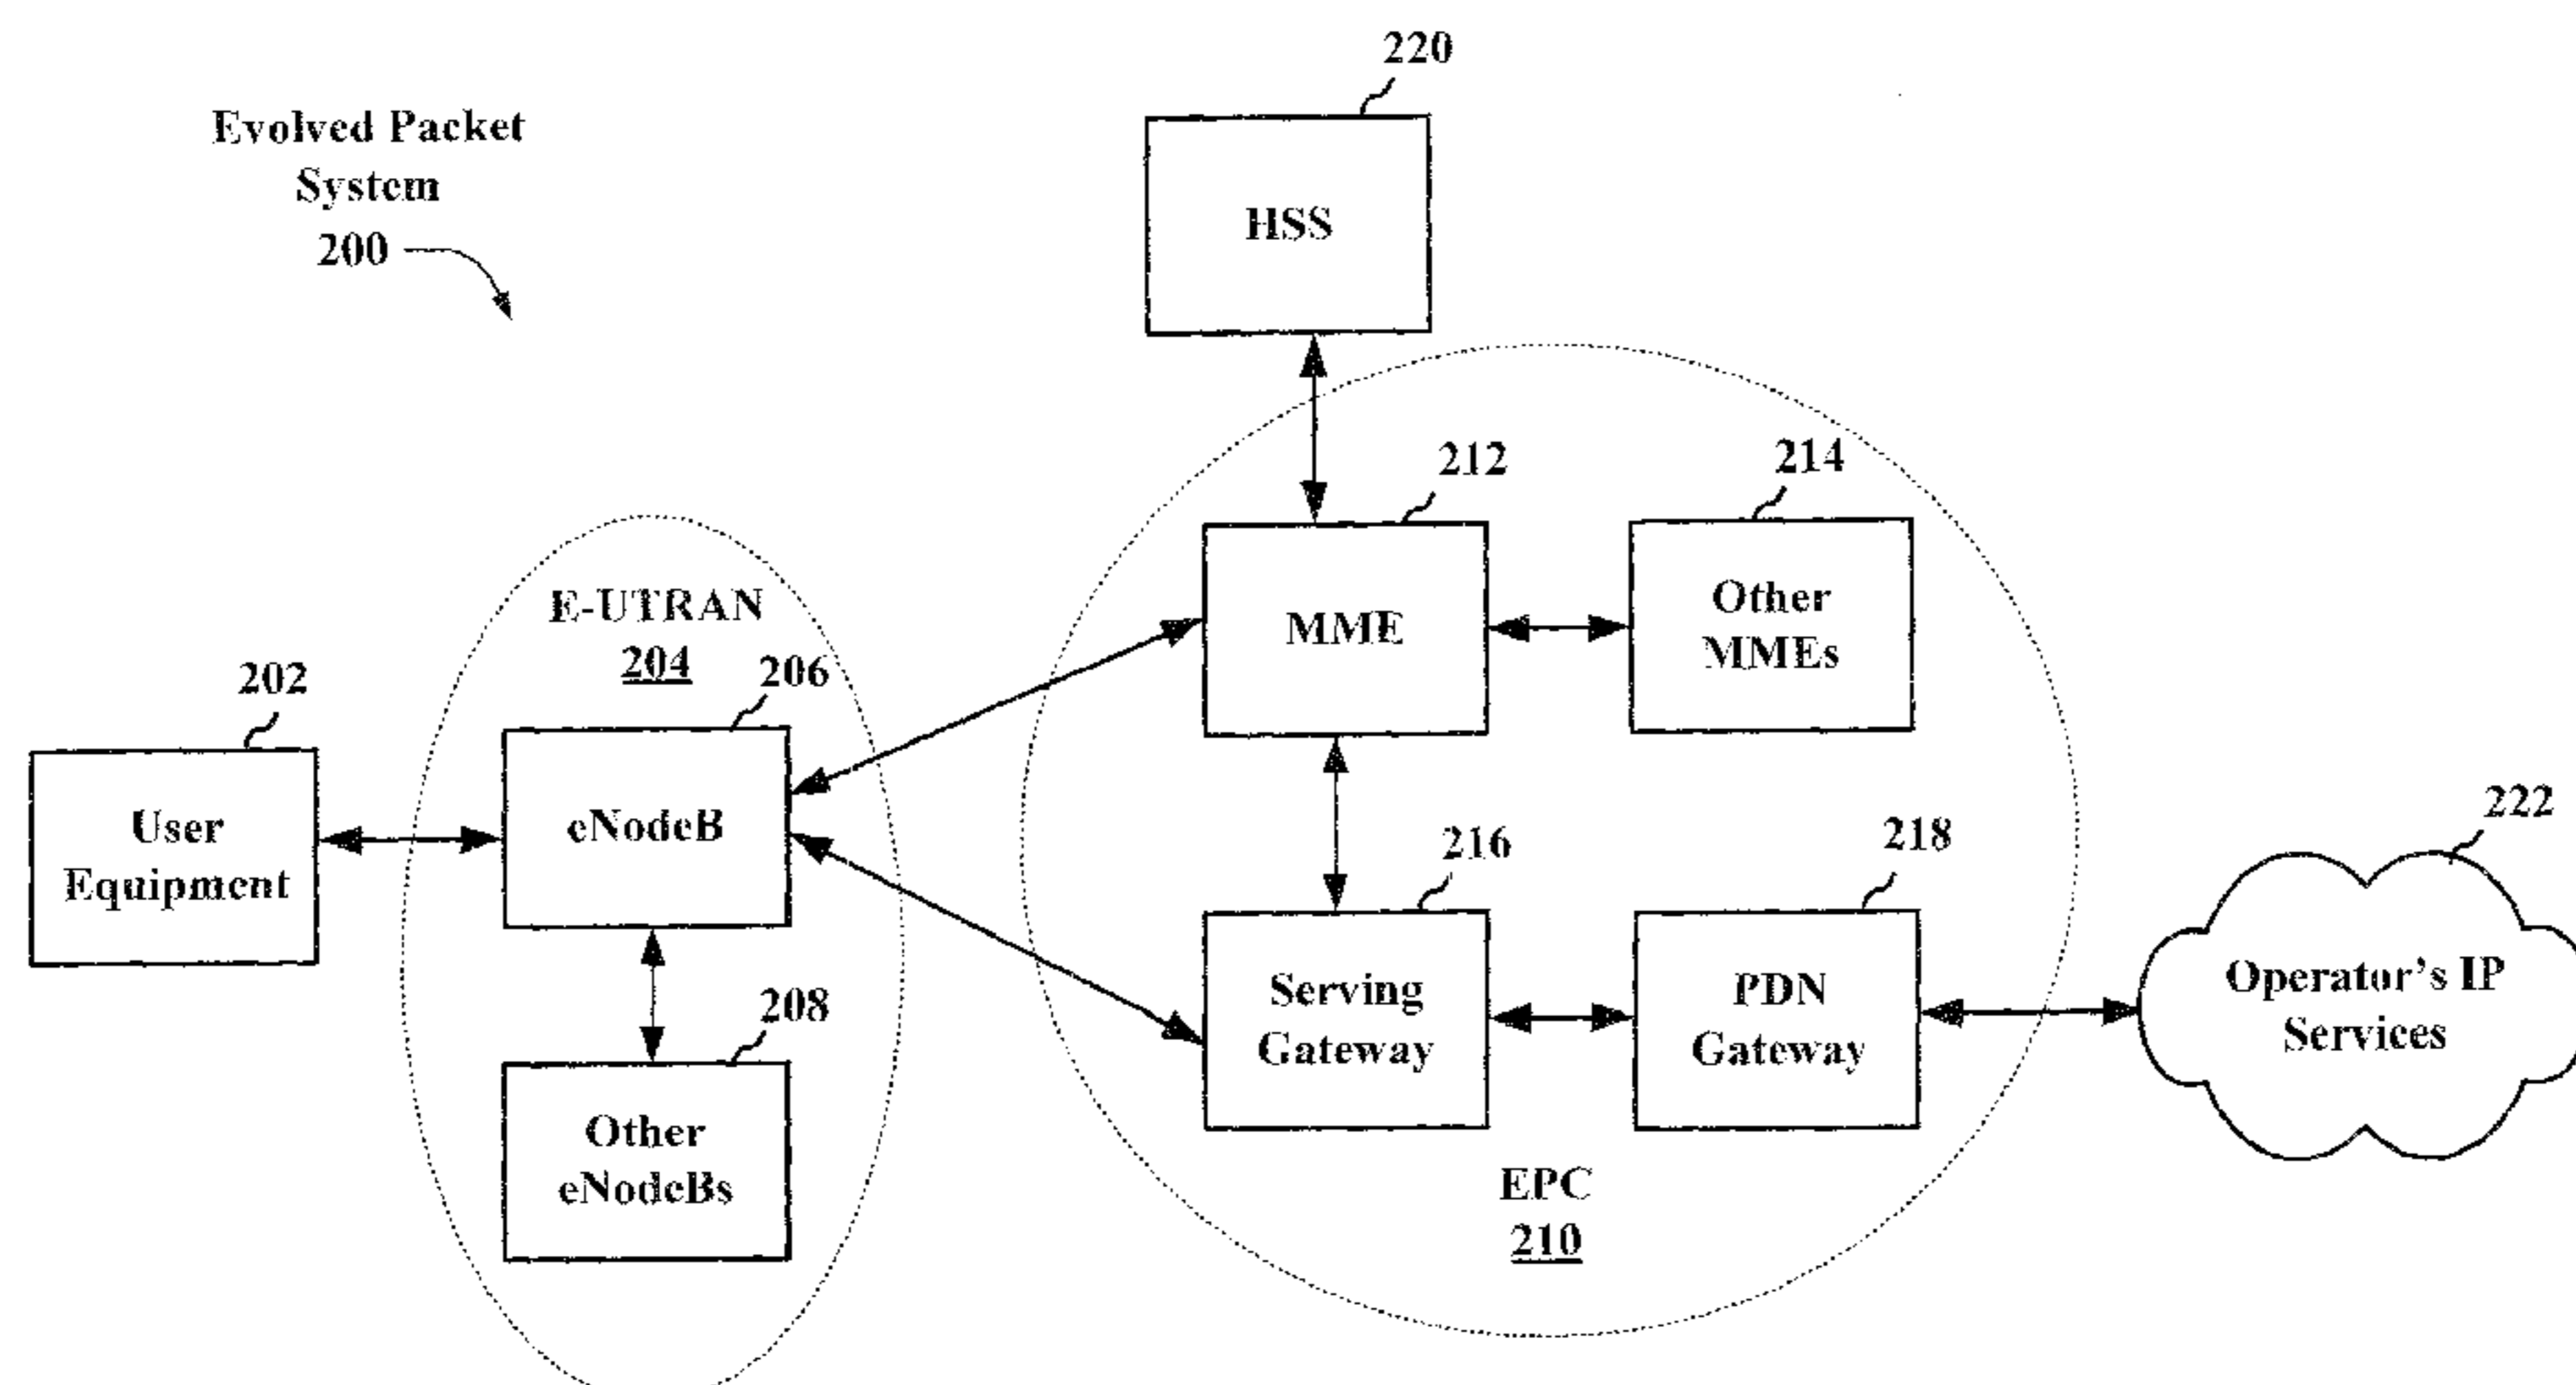 Evolved Packet
System
200
220
HSS
212
MME
214
Other
MMEs
E-UTRAN
204
206
eNodeB
202
User
Equipment
208
Other
eNodeBs
216
Serving
Gateway
218
PDN
Gateway
222
Operator's IP
Services
EPC
210